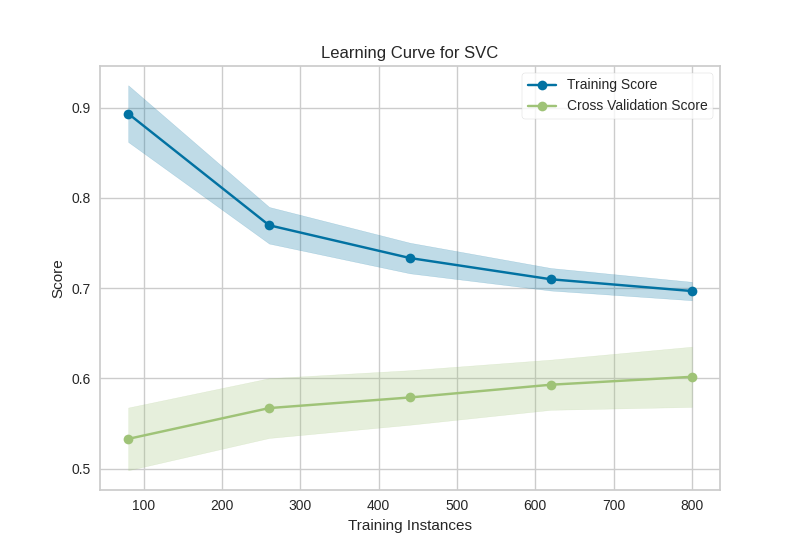 Learning Curve for SVC
Training Score
Cross Validation Score
0.9
0.8
0.7
0.6
0.5
Score
100 200 300 400 500 600 700 800
Training Instances